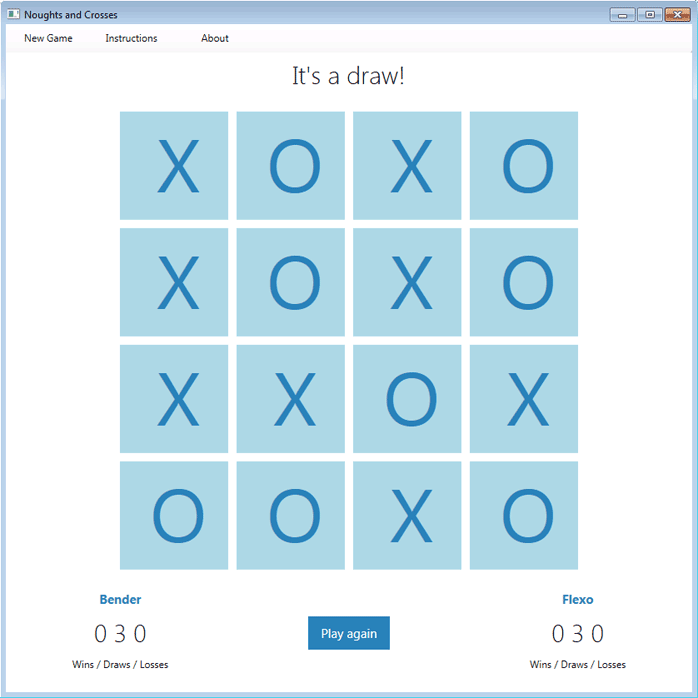 Noughts and Crosses
New Game Instructions About
It's a draw!
X O X O
X O X O
X X O X
O O X O
Bender Flexo
0 3 0 Play again 0 3 0
Wins / Draws / Losses Wins / Draws / Losses